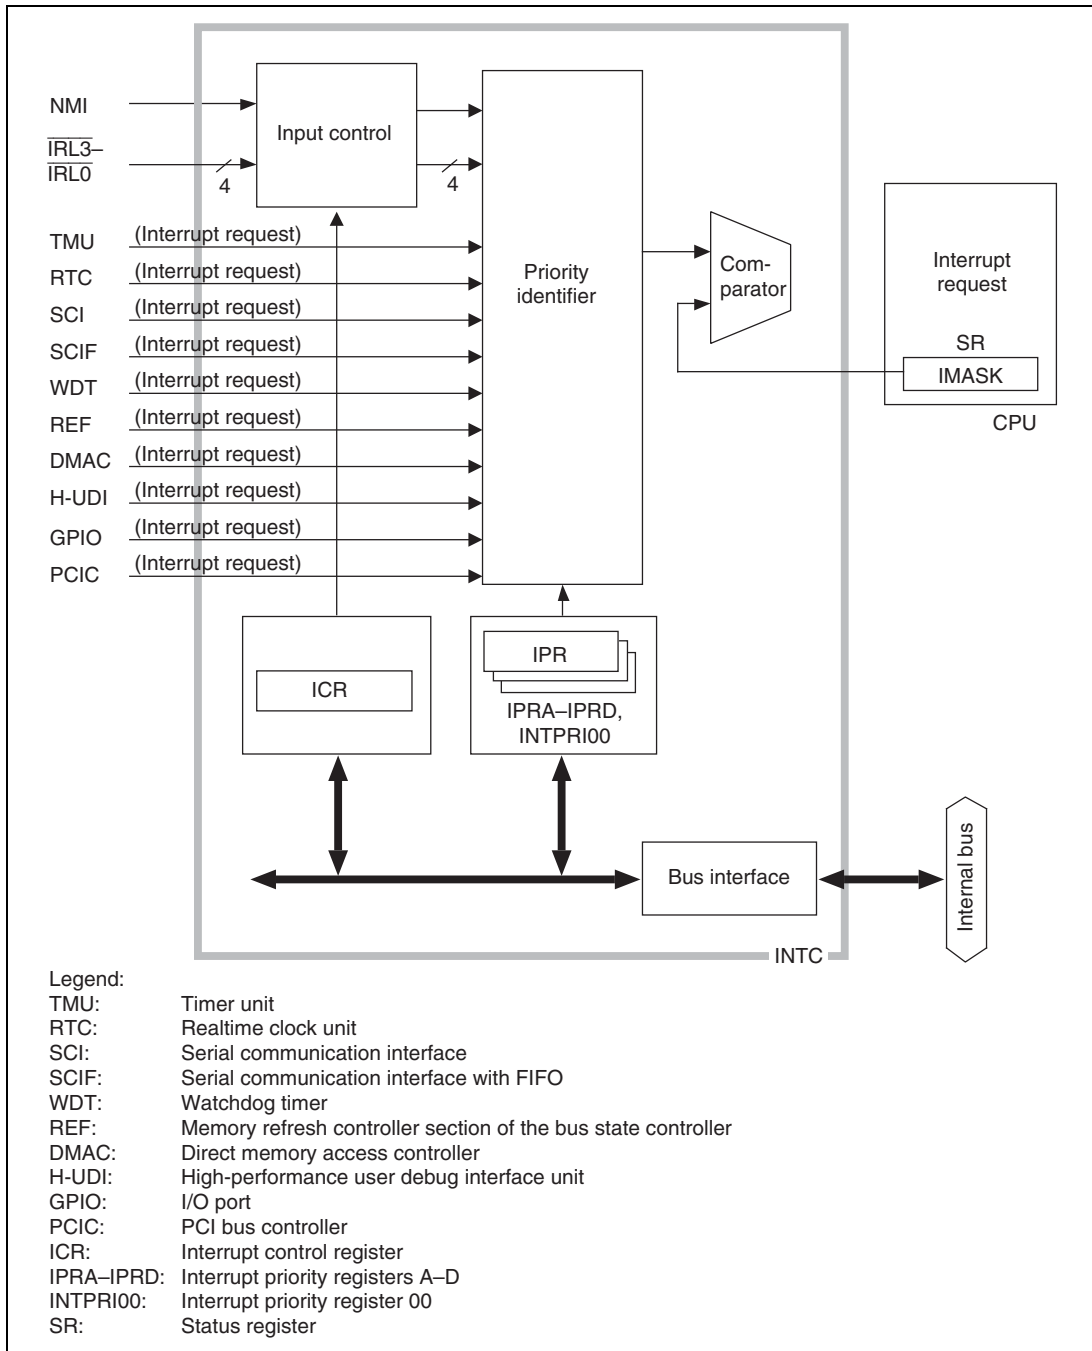 NMI
IRL3–
IRL0
4
Input control
4
TMU (Interrupt request)
RTC (Interrupt request)
SCI (Interrupt request)
SCIF (Interrupt request)
WDT (Interrupt request)
REF (Interrupt request)
DMAC (Interrupt request)
H-UDI (Interrupt request)
GPIO (Interrupt request)
PCIC (Interrupt request)
Priority
identifier
Com-
parator
Interrupt
request
SR
IMASK
CPU
ICR
IPR
IPRA–IPRD,
INTPRI00
Bus interface
Internal bus
INTC
Legend:
TMU: Timer unit
RTC: Realtime clock unit
SCI: Serial communication interface
SCIF: Serial communication interface with FIFO
WDT: Watchdog timer
REF: Memory refresh controller section of the bus state controller
DMAC: Direct memory access controller
H-UDI: High-performance user debug interface unit
GPIO: I/O port
PCIC: PCI bus controller
ICR: Interrupt control register
IPRA–IPRD: Interrupt priority registers A–D
INTPRI00: Interrupt priority register 00
SR: Status register